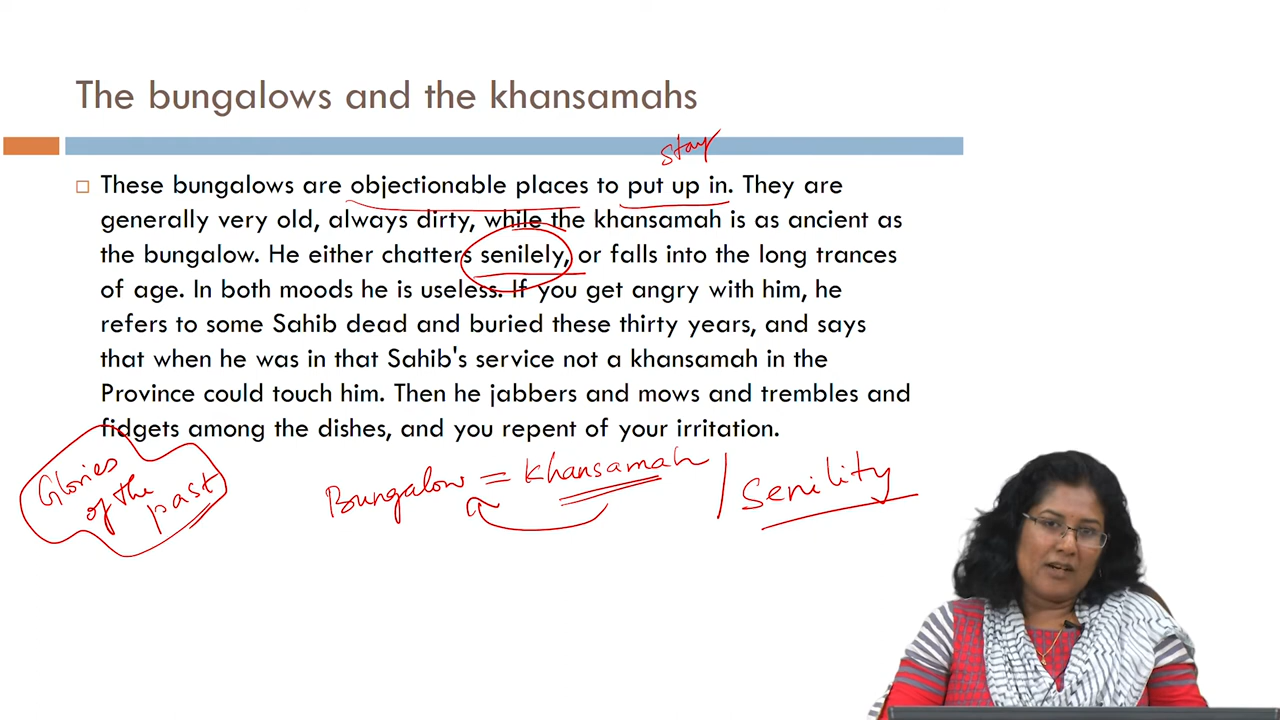 The bungalows and the khansamahs
stay
These bungalows are objectionable places to put up in. They are
generally very old, always dirty, while the khansamah is as ancient as
the bungalow. He either chatters senilely, or falls into the long trances
of age. In both moods he is useless. If you get angry with him, he
refers to some Sahib dead and buried these thirty years, and says
that when he was in that Sahib's service not a khansamah in the
Province could touch him. Then he jabbers and mows and trembles and
fidgets among the dishes, and you repent of your irritation.
Glories
of the
past
Bungalow = Khansamah | Senility